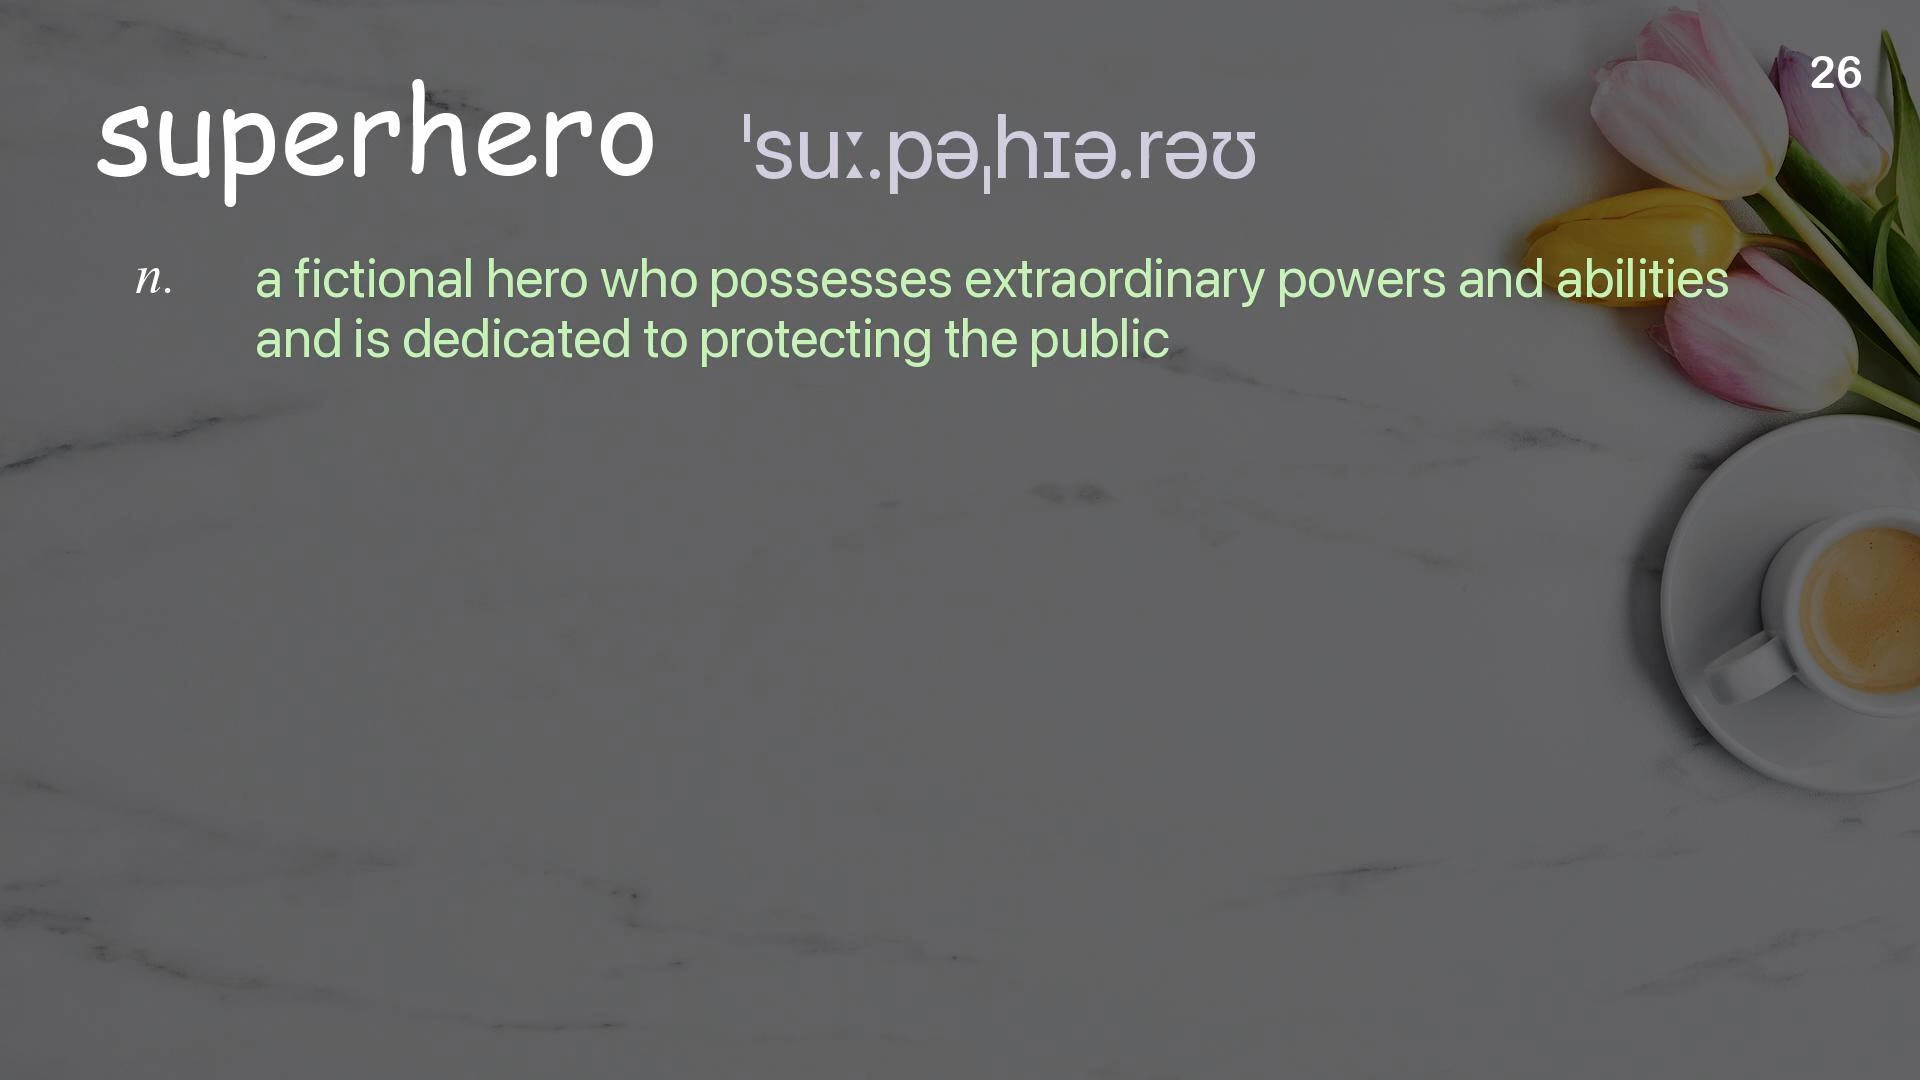 26
superhero ˈsuː.pəˌhɪə.rəʊ
n. a fictional hero who possesses extraordinary powers and abilities
and is dedicated to protecting the public